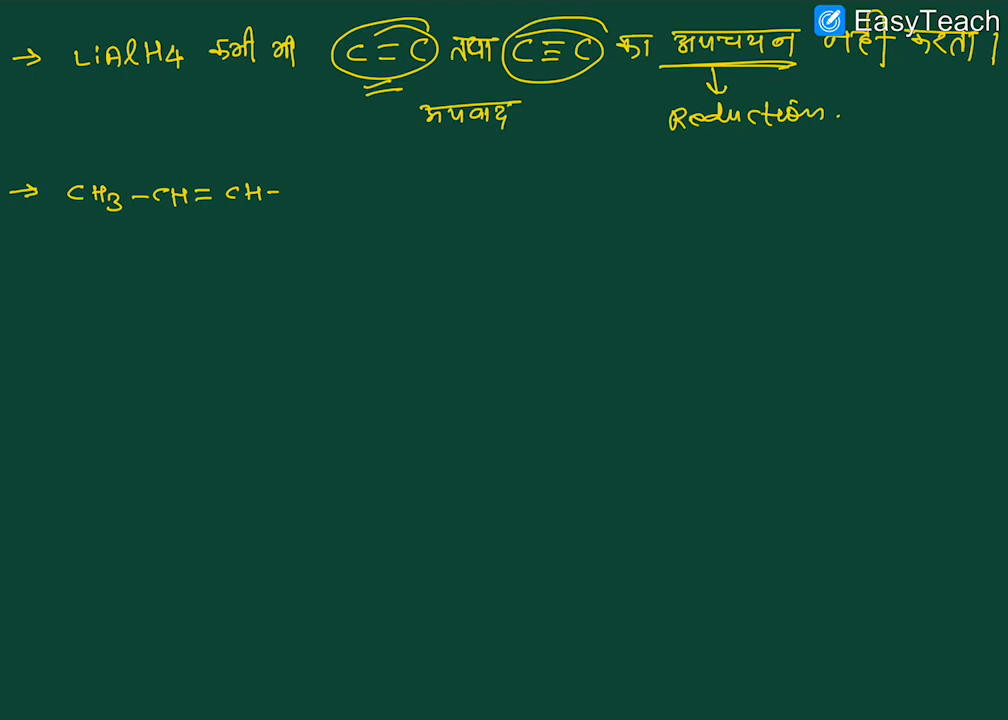 EasyTeach
→ LiAlH4 कभी भी C=C तथा C≡C का अपचयन नही करता।
अपवाद Reduction.
→ CH3-CH=CH-